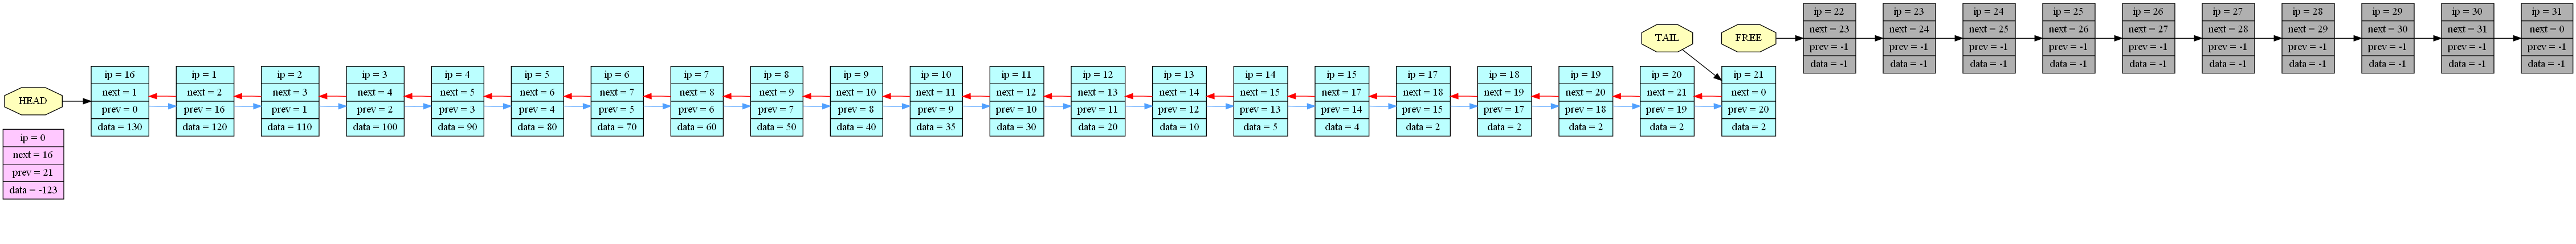 HEAD
ip = 0
next = 16
prev = 21
data = -123
ip = 16
next = 1
prev = 0
data = 130
ip = 1
next = 2
prev = 16
data = 120
ip = 2
next = 3
prev = 1
data = 110
ip = 3
next = 4
prev = 2
data = 100
ip = 4
next = 5
prev = 3
data = 90
ip = 5
next = 6
prev = 4
data = 80
ip = 6
next = 7
prev = 5
data = 70
ip = 7
next = 8
prev = 6
data = 60
ip = 8
next = 9
prev = 7
data = 50
ip = 9
next = 10
prev = 8
data = 40
ip = 10
next = 11
prev = 9
data = 35
ip = 11
next = 12
prev = 10
data = 30
ip = 12
next = 13
prev = 11
data = 20
ip = 13
next = 14
prev = 12
data = 10
ip = 14
next = 15
prev = 13
data = 5
ip = 15
next = 17
prev = 14
data = 4
ip = 17
next = 18
prev = 15
data = 2
ip = 18
next = 19
prev = 17
data = 2
ip = 19
next = 20
prev = 18
data = 2
ip = 20
next = 21
prev = 19
data = 2
TAIL
ip = 21
next = 0
prev = 20
data = 2
FREE
ip = 22
next = 23
prev = -1
data = -1
ip = 23
next = 24
prev = -1
data = -1
ip = 24
next = 25
prev = -1
data = -1
ip = 25
next = 26
prev = -1
data = -1
ip = 26
next = 27
prev = -1
data = -1
ip = 27
next = 28
prev = -1
data = -1
ip = 28
next = 29
prev = -1
data = -1
ip = 29
next = 30
prev = -1
data = -1
ip = 30
next = 31
prev = -1
data = -1
ip = 31
next = 0
prev = -1
data = -1